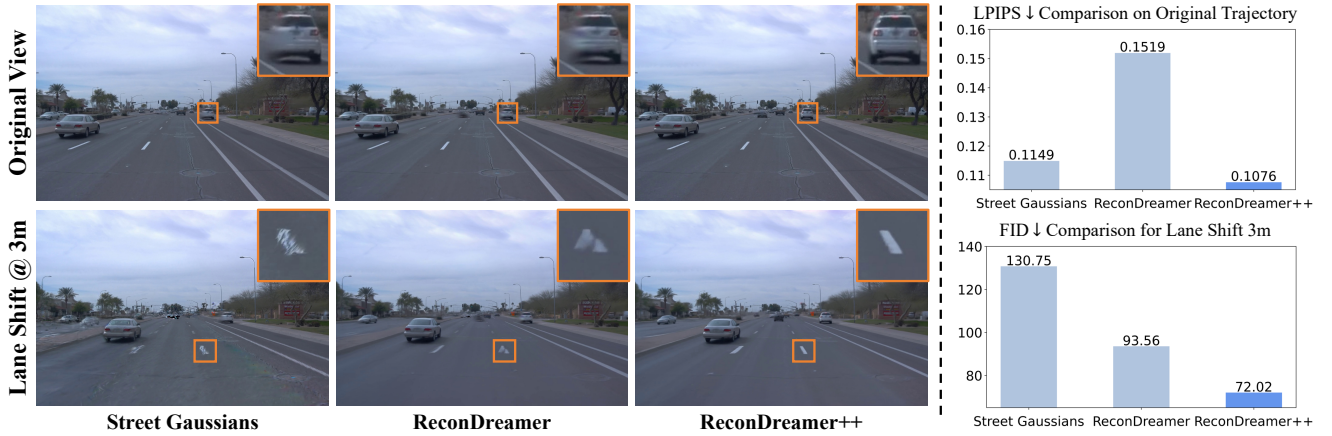 Original View
Lane Shift @ 3m
Street Gaussians
ReconDreamer
ReconDreamer++
LPIPS ↓ Comparison on Original Trajectory
0.16
0.15
0.14
0.13
0.12
0.11
0.1149
0.1519
0.1076
Street Gaussians ReconDreamer ReconDreamer++
FID ↓ Comparison for Lane Shift 3m
140
120
100
80
130.75
93.56
72.02
Street Gaussians ReconDreamer ReconDreamer++